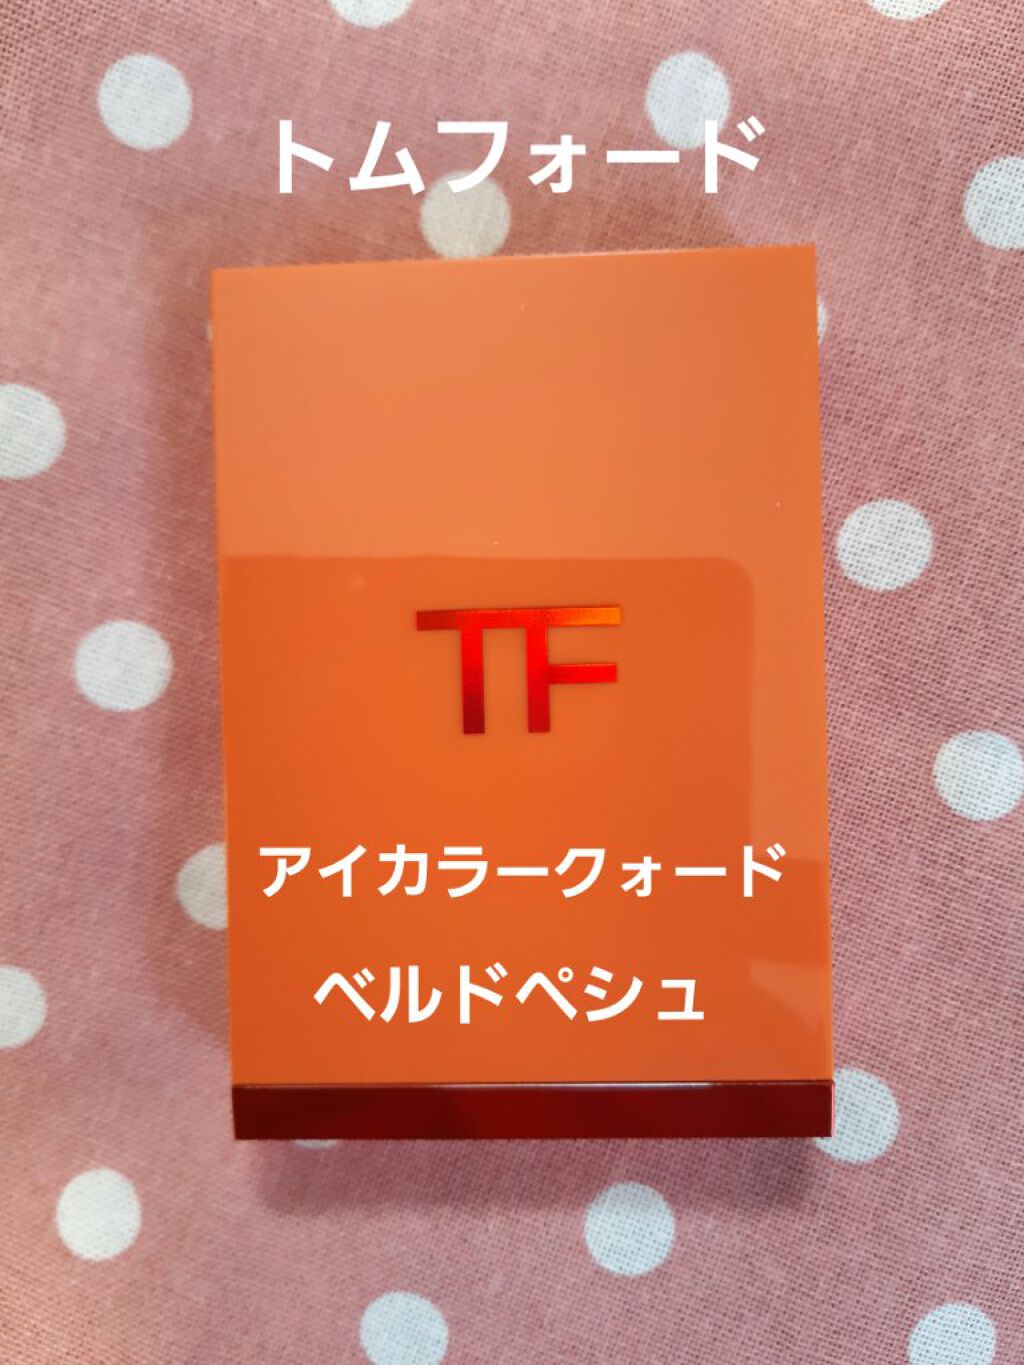 トムフォード
TF
アイカラークォード
ベルドペシュ